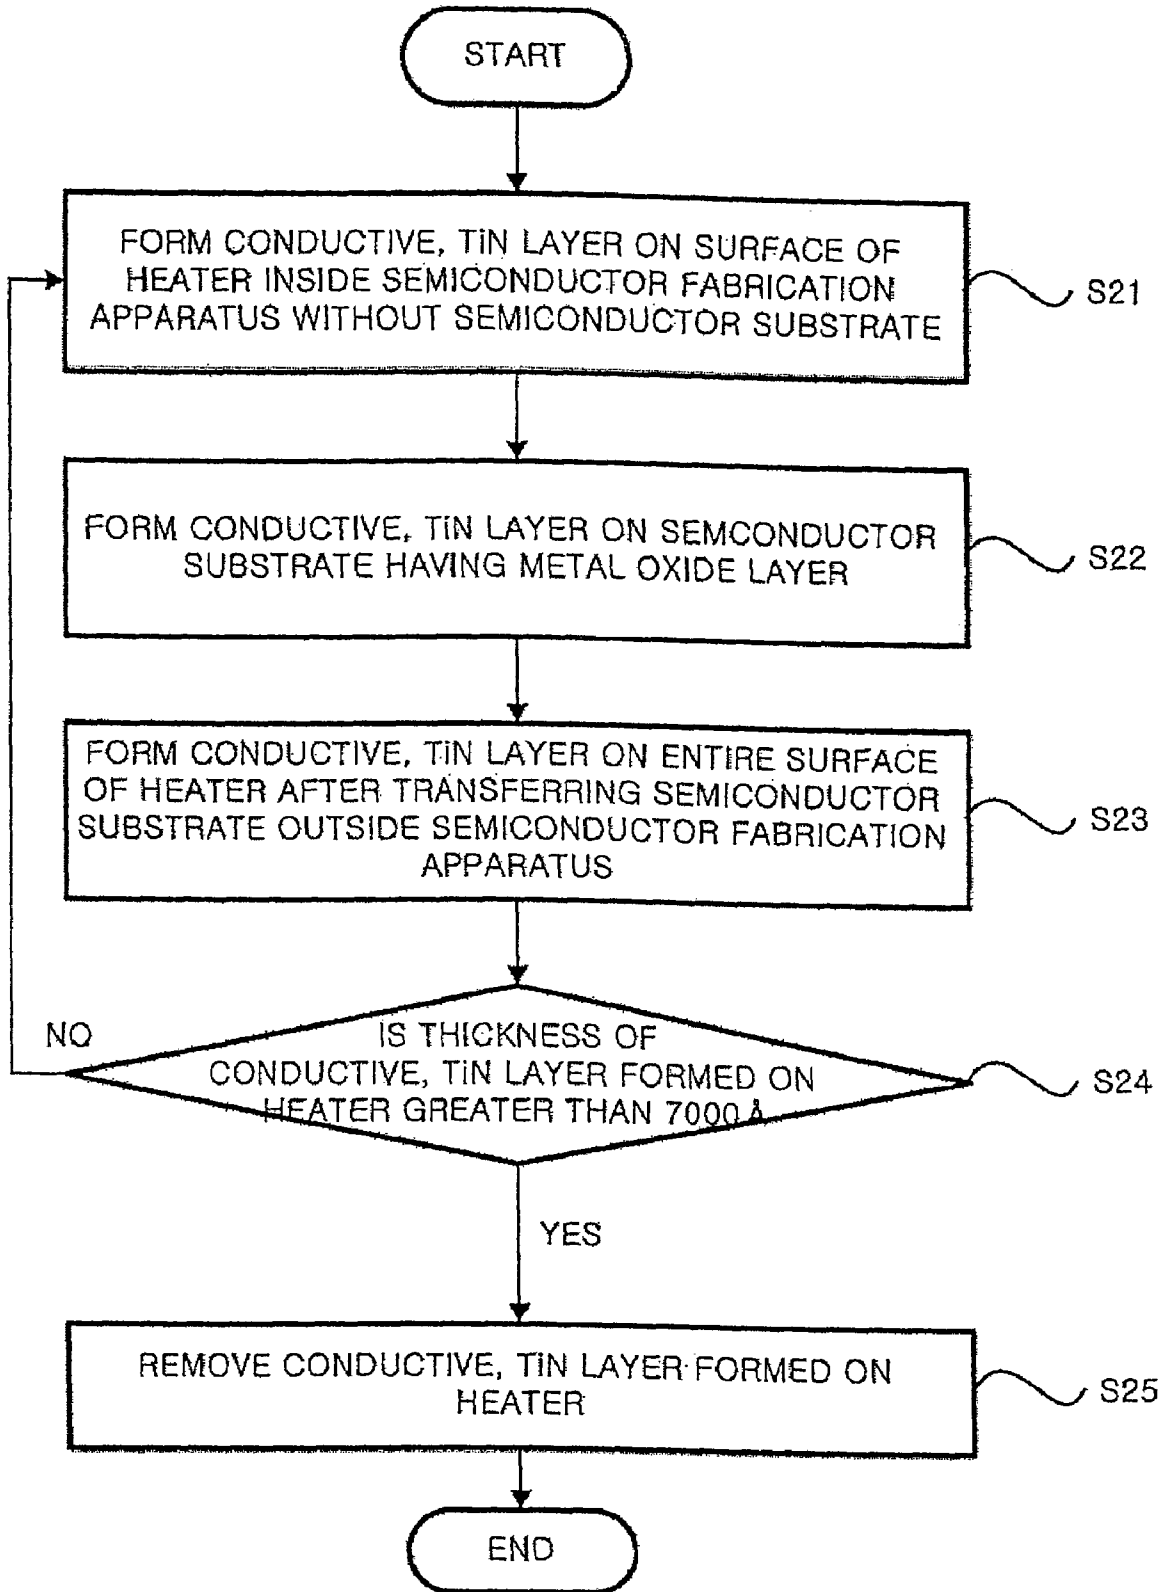 START
FORM CONDUCTIVE, TiN LAYER ON SURFACE OF
HEATER INSIDE SEMICONDUCTOR FABRICATION
APPARATUS WITHOUT SEMICONDUCTOR SUBSTRATE
S21
FORM CONDUCTIVE, TiN LAYER ON SEMCONDUCTOR
SUBSTRATE HAVING METAL OXIDE LAYER
S22
FORM CONDUCTIVE, TiN LAYER ON ENTIRE SURFACE
OF HEATER AFTER TRANSFERRING SEMICONDUCTOR
SUBSTRATE OUTSIDE SEMICONDUCTOR FABRICATION
APPARATUS
S23
NO
IS THICKNESS OF
CONDUCTIVE, TiN LAYER FORMED ON
HEATER GREATER THAN 7000 Å
S24
YES
REMOVE CONDUCTIVE, TiN LAYER FORMED ON
HEATER
S25
END